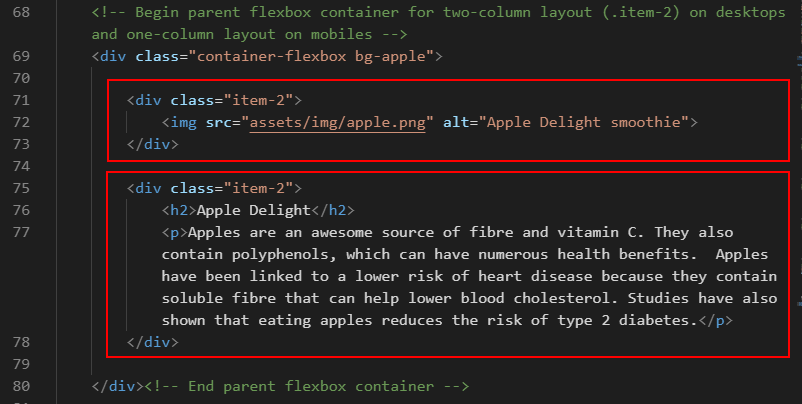 68 <!-- Begin parent flexbox container for two-column layout (.item-2) on desktops
and one-column layout on mobiles -->
69 <div class="container-flexbox bg-apple">
70
71 <div class="item-2">
72 <img src="assets/img/apple.png" alt="Apple Delight smoothie">
73 </div>
74
75 <div class="item-2">
76 <h2>Apple Delight</h2>
77 <p>Apples are an awesome source of fibre and vitamin C. They also
contain polyphenols, which can have numerous health benefits.  Apples
have been linked to a lower risk of heart disease because they contain
soluble fibre that can help lower blood cholesterol. Studies have also
shown that eating apples reduces the risk of type 2 diabetes.</p>
78 </div>
79
80 </div><!-- End parent flexbox container -->